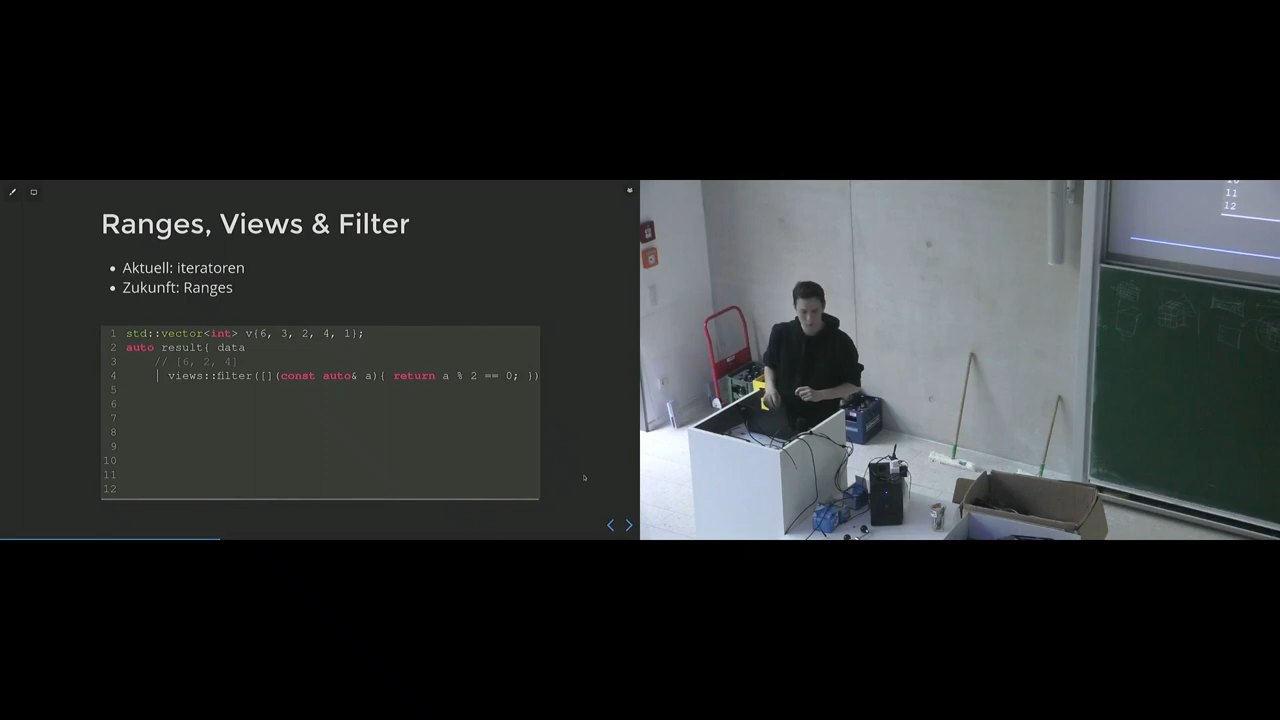 Ranges, Views & Filter
• Aktuell: iteratoren
• Zukunft: Ranges
1 std::vector<int> v{6, 3, 2, 4, 1};
2 auto result{ data
3 // [6, 2, 4]
4 | views::filter([](const auto& a){ return a % 2 == 0; })
5
6
7
8
9
10
11
12
11
12